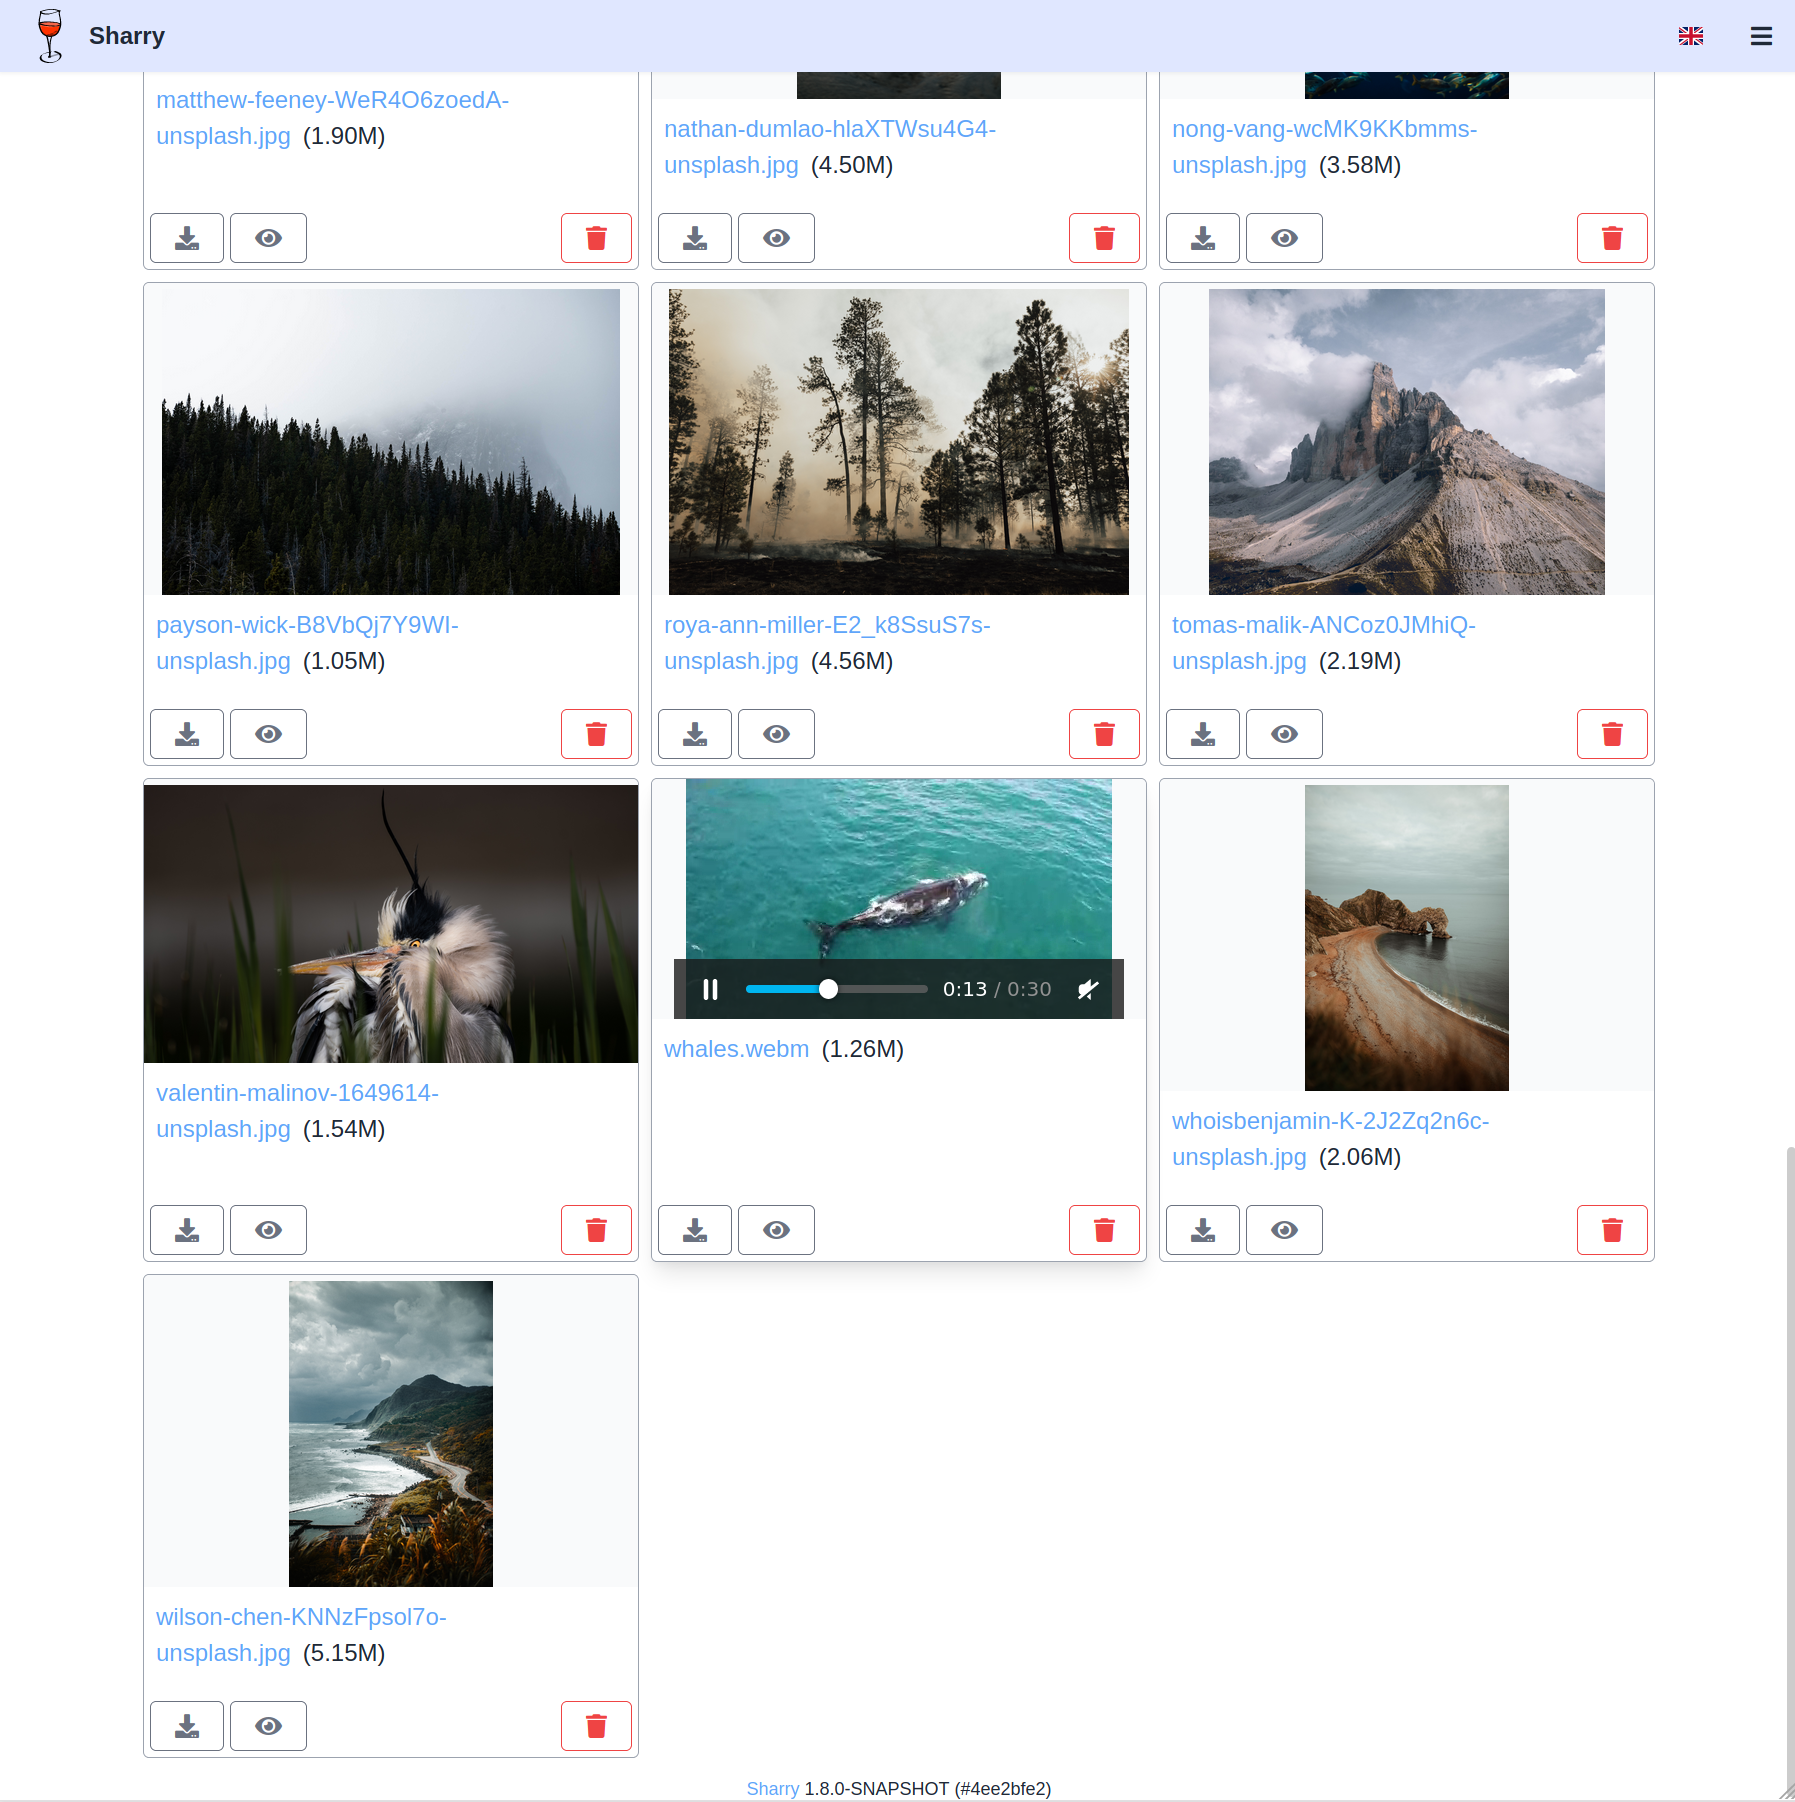 Sharry
matthew-feeney-WeR4O6zoedA-
unsplash.jpg (1.90M)
nathan-dumlao-hlaXTWsu4G4-
unsplash.jpg (4.50M)
nong-vang-wcMK9KKbmms-
unsplash.jpg (3.58M)
payson-wick-B8VbQj7Y9WI-
unsplash.jpg (1.05M)
roya-ann-miller-E2_k8SsuS7s-
unsplash.jpg (4.56M)
tomas-malik-ANCoz0JMhiQ-
unsplash.jpg (2.19M)
valentin-malinov-1649614-
unsplash.jpg (1.54M)
0:13 / 0:30
whales.webm (1.26M)
whoisbenjamin-K-2J2Zq2n6c-
unsplash.jpg (2.06M)
wilson-chen-KNNzFpsol7o-
unsplash.jpg (5.15M)
Sharry 1.8.0-SNAPSHOT (#4ee2bfe2)